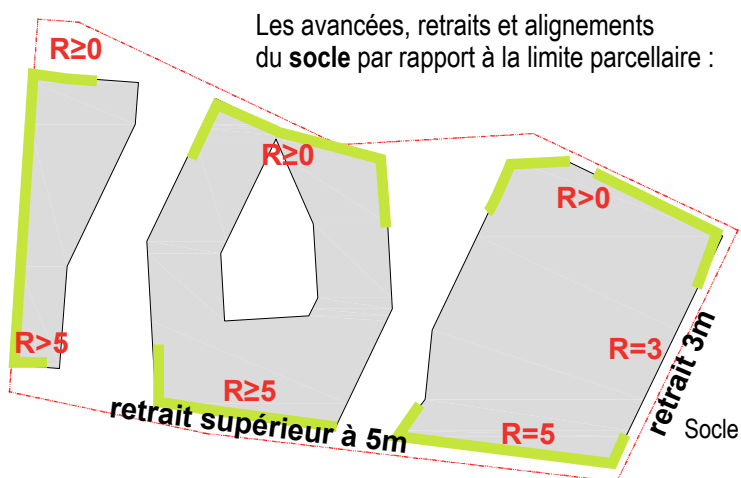 Les avancées, retraits et alignements
du socle par rapport à la limite parcellaire :
R≥0
R≥0
R>0
R>5
R=3
retrait 3m
R≥5
retrait supérieur à 5m
R=5
Socle